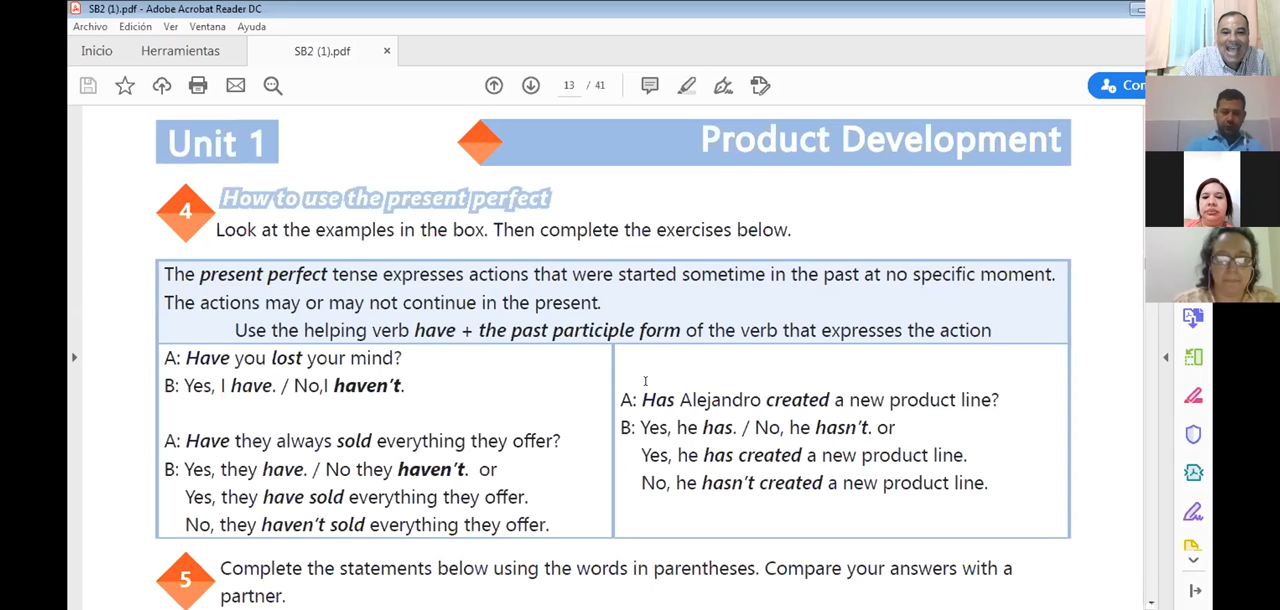 SB2 (1).pdf - Adobe Acrobat Reader DC
Archivo Edición Ver Ventana Ayuda
Inicio Herramientas SB2 (1).pdf ×
13 / 41
Com
Unit 1
Product Development
4
How to use the present perfect
Look at the examples in the box. Then complete the exercises below.
The present perfect tense expresses actions that were started sometime in the past at no specific moment.
The actions may or may not continue in the present.
Use the helping verb have + the past participle form of the verb that expresses the action
A: Have you lost your mind?
B: Yes, I have. / No,I haven't.
A: Have they always sold everything they offer?
B: Yes, they have. / No they haven't. or
Yes, they have sold everything they offer.
No, they haven't sold everything they offer.
A: Has Alejandro created a new product line?
B: Yes, he has. / No, he hasn't. or
Yes, he has created a new product line.
No, he hasn't created a new product line.
5
Complete the statements below using the words in parentheses. Compare your answers with a
partner.